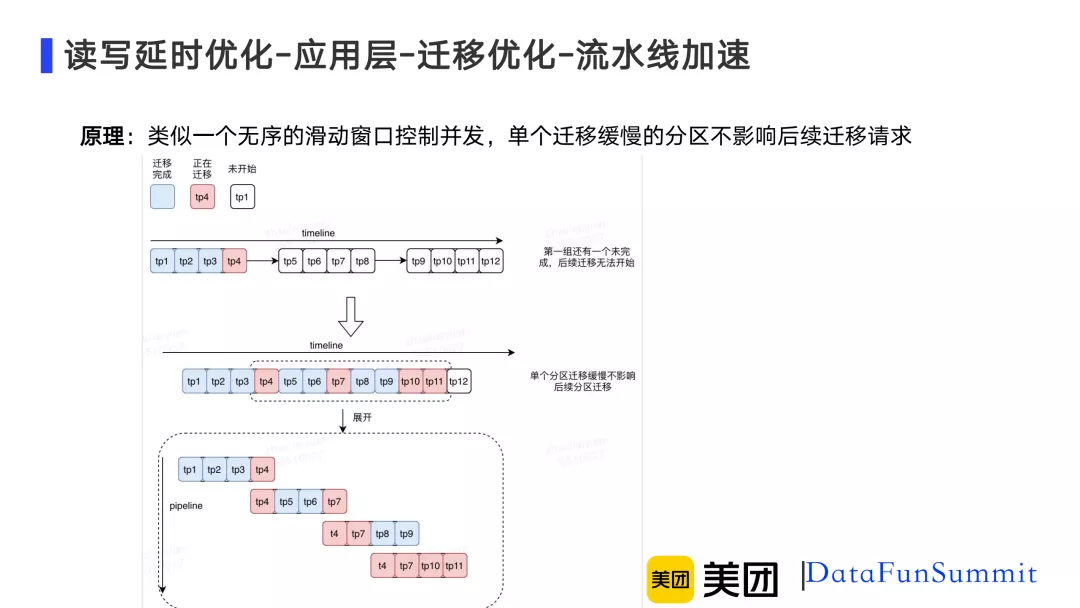 读写延时优化-应用层-迁移优化-流水线加速
原理：类似一个无序的滑动窗口控制并发，单个迁移缓慢的分区不影响后续迁移请求
迁移
完成
正在
迁移
未开始
tp4
tp1
timeline
tp1 tp2 tp3 tp4
tp5 tp6 tp7 tp8
tp9 tp10 tp11 tp12
第一组还有一个未完
成，后续迁移无法开始
timeline
tp1 tp2 tp3 tp4 tp5 tp6 tp7 tp8 tp9 tp10 tp11 tp12
单个分区迁移缓慢不影响
后续分区迁移
展开
tp1 tp2 tp3 tp4
pipeline
tp4 tp5 tp6 tp7
t4 tp7 tp8 tp9
t4 tp7 tp10 tp11
美团 美团
DataFunSummit